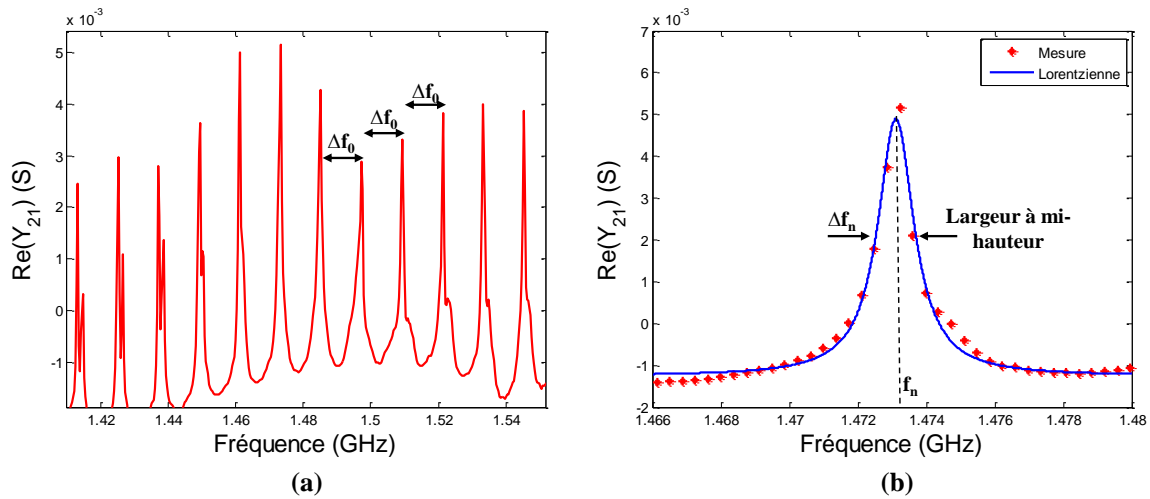 x 10⁻³
5
4
3
2
1
0
-1
Re(Y₂₁) (S)
Δf₀
Δf₀
Δf₀
1.42 1.44 1.46 1.48 1.5 1.52 1.54
Fréquence (GHz)
(a)
x 10⁻³
7
6
5
4
3
2
1
0
-1
-2
Re(Y₂₁) (S)
Mesure
Lorentzienne
Δfₙ
Largeur à mi-
hauteur
fₙ
1.466 1.468 1.47 1.472 1.474 1.476 1.478 1.48
Fréquence (GHz)
(b)